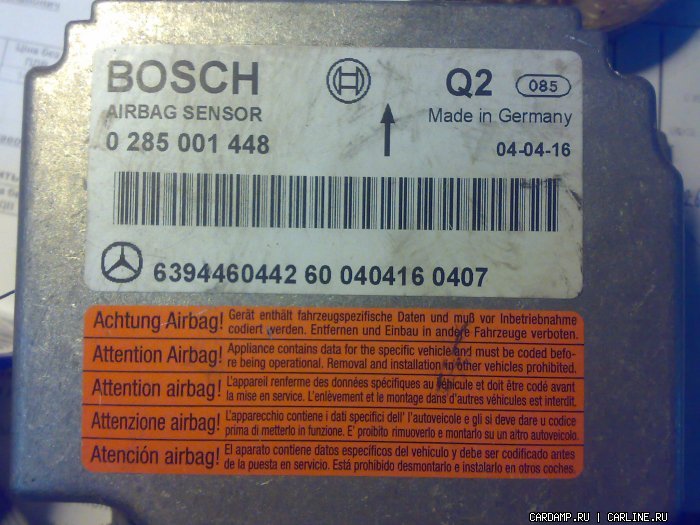 BOSCH
Q2 085
AIRBAG SENSOR
Made in Germany
0 285 001 448
04-04-16
6394460442 60 040416 0407
Achtung Airbag! Gerät enthält fahrzeugspezifische Daten und muß vor Inbetriebnahme
codiert werden. Entfernen und Einbau in andere Fahrzeuge verboten.
Attention Airbag! Appliance contains data for the specific vehicle and must be coded befo-
re being operational. Removal and installation in other vehicles prohibited.
Attention airbag! L'appareil renferme des données spécifiques au véhicule et doit être codé avant
la mise en service. L'enlèvement et le montage dans d'autres véhicules est interdit.
Attenzione airbag! L'apparecchio contiene i dati specifici dell' l'autoveicolo e gli si deve dare u codice
prima di metterlo in funzione. E' proibito rimuoverlo e montarlo su un altro autoveicolo.
Atención airbag! El aparato contiene datos específicos del vehículo y debe ser codificado antes
de la puesta en servicio. Está prohibido desmontarlo e instalarlo en otros coches.
CARDAMP.RU | CARLINE.RU